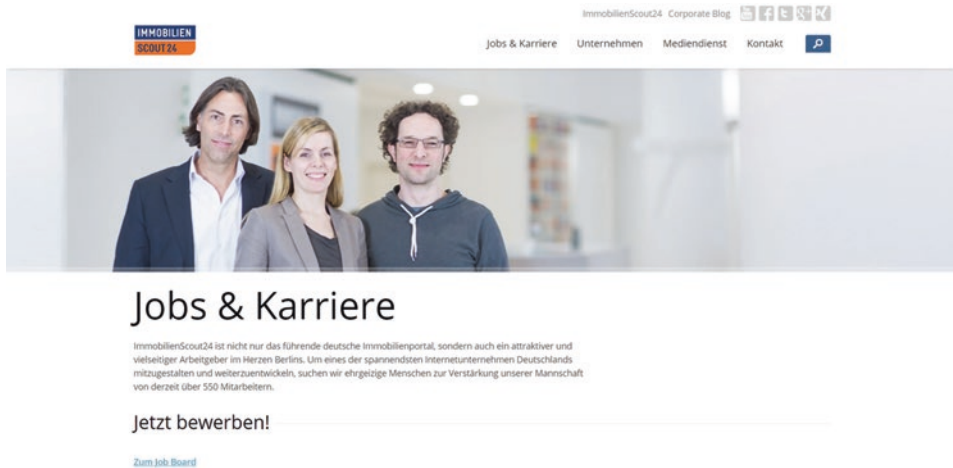 ImmobilienScout24 Corporate Blog
IMMOBILIEN
SCOUT24
Jobs & Karriere Unternehmen Mediendienst Kontakt
Jobs & Karriere
ImmobilienScout24 ist nicht nur das führende deutsche Immobilienportal, sondern auch ein attraktiver und
vielseitiger Arbeitgeber im Herzen Berlins. Um eines der spannendsten Internetunternehmen Deutschlands
mitzugestalten und weiterzuentwickeln, suchen wir ehrgeizige Menschen zur Verstärkung unserer Mannschaft
von derzeit über 550 Mitarbeitern.
Jetzt bewerben!
Zum Job Board